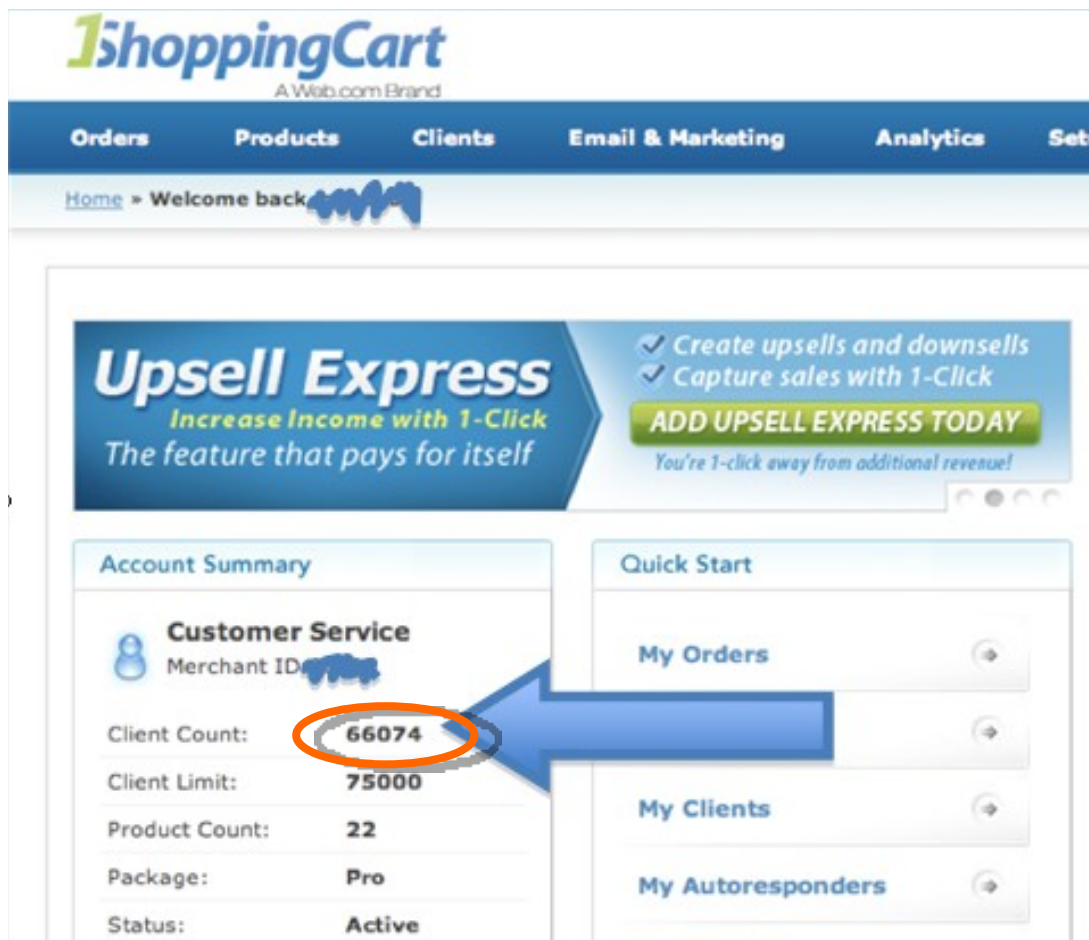 1ShoppingCart
A Web.com Brand
Orders Products Clients Email & Marketing Analytics
Home » Welcome back
Upsell Express
Increase Income with 1-Click
The feature that pays for itself
Create upsells and downsells
Capture sales with 1-Click
ADD UPSELL EXPRESS TODAY
You're 1-click away from additional revenue!
Account Summary
Customer Service
Merchant ID
Client Count: 66074
Client Limit: 75000
Product Count: 22
Package: Pro
Status: Active
Quick Start
My Orders
My Clients
My Autoresponders